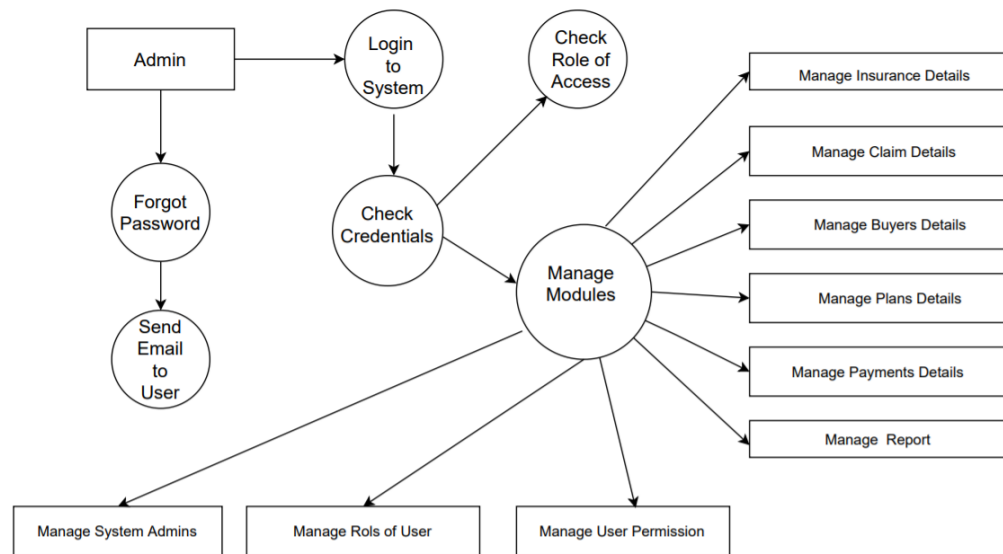 Admin
Login
to
System
Check
Role of
Access
Manage Insurance Details
Manage Claim Details
Forgot
Password
Check
Credentials
Manage Buyers Details
Manage
Modules
Manage Plans Details
Send
Email
to
User
Manage Payments Details
Manage Report
Manage System Admins
Manage Rols of User
Manage User Permission